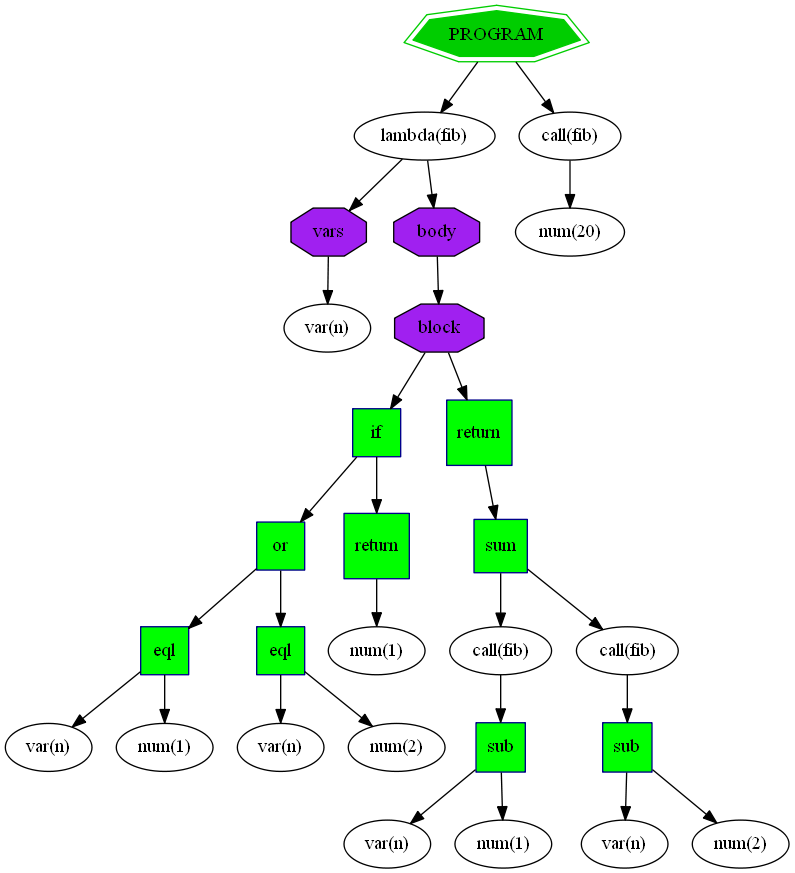 PROGRAM
lambda(fib)
call(fib)
vars
body
num(20)
var(n)
block
if
return
or
return
sum
eql
eql
num(1)
call(fib)
call(fib)
var(n)
num(1)
var(n)
num(2)
sub
sub
var(n)
num(1)
var(n)
num(2)